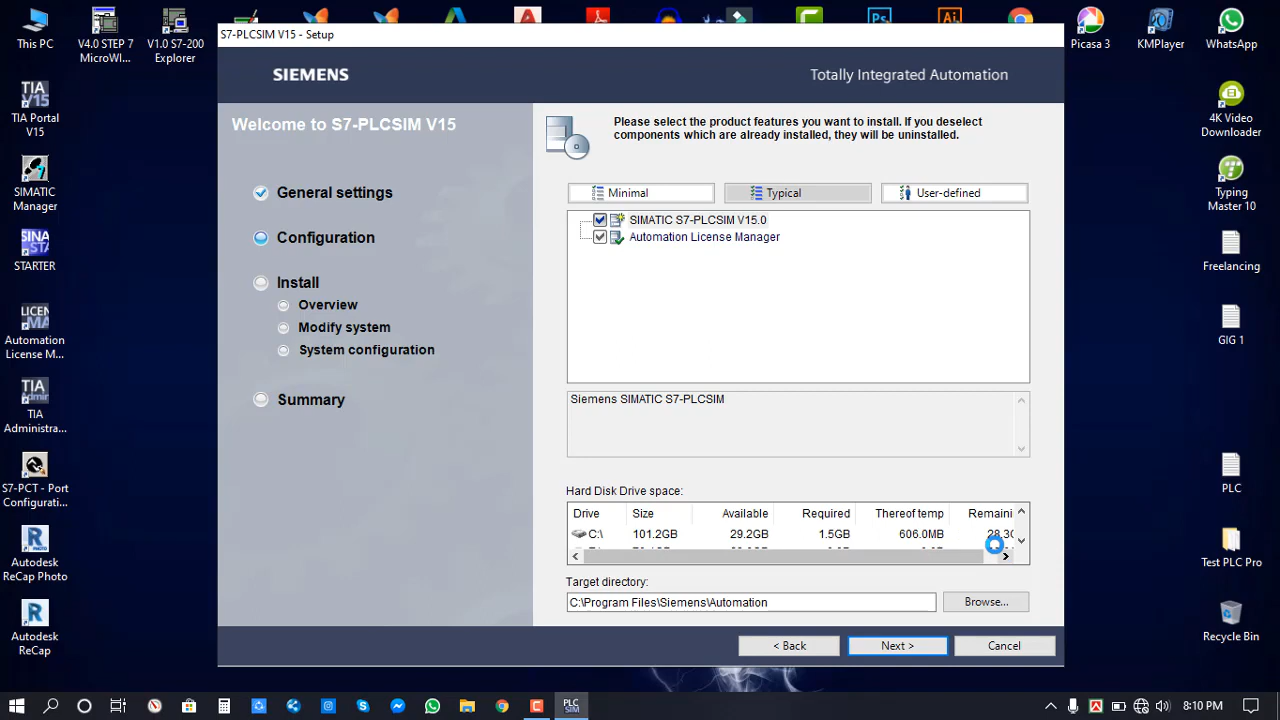 This PC
V4.0 STEP 7
MicroWI...
V1.0 S7-200
Explorer
Picasa 3
KMPlayer
WhatsApp
TIA Portal
V15
SIMATIC
Manager
STARTER
Automation
License M...
TIA
Administra...
S7-PCT - Port
Configurati...
Autodesk
ReCap Photo
Autodesk
ReCap
S7-PLCSIM V15 - Setup
SIEMENS
Totally Integrated Automation
Welcome to S7-PLCSIM V15
General settings
Configuration
Install
Overview
Modify system
System configuration
Summary
Please select the product features you want to install. If you deselect
components which are already installed, they will be uninstalled.
Minimal
Typical
User-defined
SIMATIC S7-PLCSIM V15.0
Automation License Manager
Siemens SIMATIC S7-PLCSIM
Hard Disk Drive space:
Drive Size Available Required Thereof temp Remaini
C:\ 101.2GB 29.2GB 1.5GB 606.0MB
Target directory:
C:\Program Files\Siemens\Automation
Browse...
< Back
Next >
Cancel
4K Video
Downloader
Typing
Master 10
Freelancing
GIG 1
PLC
Test PLC Pro
Recycle Bin
PLC
SIM
8:10 PM